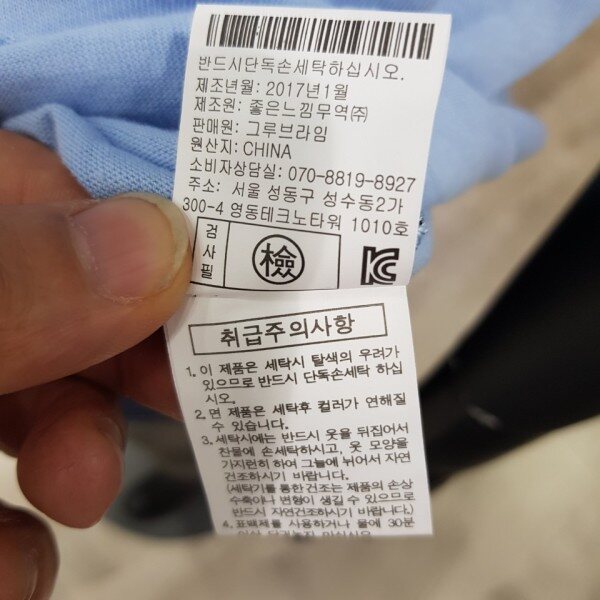 반드시단독손세탁하십시오.
제조년월: 2017년1월
제조원: 좋은느낌무역㈜
판매원: 그루브라임
원산지: CHINA
소비자상담실: 070-8819-8927
주소: 서울 성동구 성수동2가
300-4 영동테크노타워 1010호
검사필 檢 KC
취급주의사항
1. 이 제품은 세탁시 탈색의 우려가
있으므로 반드시 단독손세탁 하십
시오.
2. 면 제품은 세탁후 컬러가 연해질
수 있습니다.
3. 세탁시에는 반드시 옷을 뒤집어서
찬물에 손세탁하시고, 옷 모양을
가지런히 하여 그늘에 뉘어서 자연
건조하시기 바랍니다.
(세탁기를 통한 건조는 제품의 손상
수축이나 변형이 생길 수 있으므로
반드시 자연건조하시기 바랍니다.)
4. 표백제를 사용하거나 물에 30분
이상 담궈놓지 마십시오